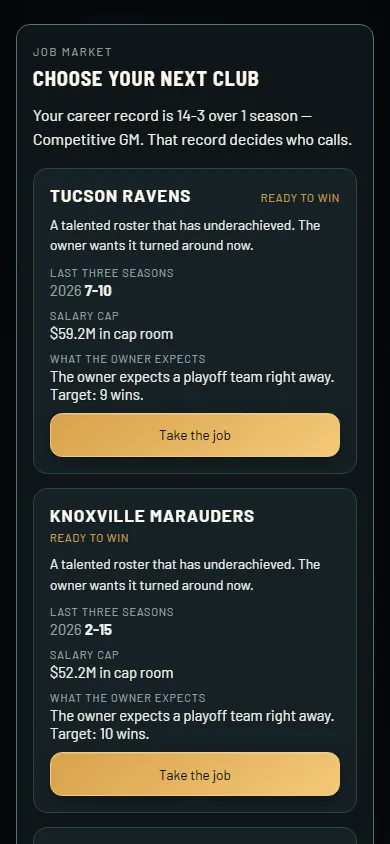 JOB MARKET
CHOOSE YOUR NEXT CLUB
Your career record is 14-3 over 1 season —
Competitive GM. That record decides who calls.
TUCSON RAVENS
READY TO WIN
A talented roster that has underachieved. The
owner wants it turned around now.
LAST THREE SEASONS
2026 7-10
SALARY CAP
$59.2M in cap room
WHAT THE OWNER EXPECTS
The owner expects a playoff team right away.
Target: 9 wins.
Take the job
KNOXVILLE MARAUDERS
READY TO WIN
A talented roster that has underachieved. The
owner wants it turned around now.
LAST THREE SEASONS
2026 2-15
SALARY CAP
$52.2M in cap room
WHAT THE OWNER EXPECTS
The owner expects a playoff team right away.
Target: 10 wins.
Take the job